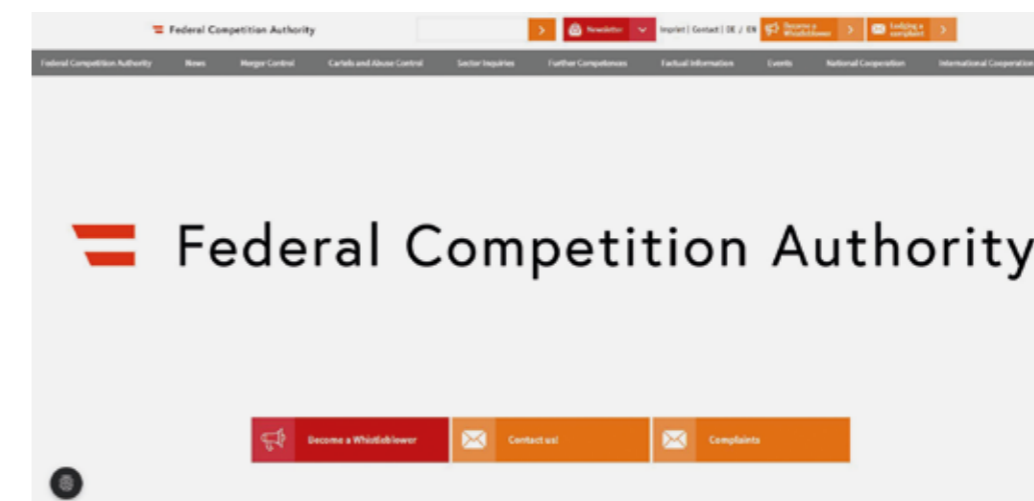 Federal Competition Authority
Newsletter
Imprint | Contact | DE / EN
Become a
Whistleblower
Lodging a
complaint
Federal Competition Authority News Merger Control Cartels and Abuse Control Sector Inquiries Further Competences Factual Information Events National Cooperation International Cooperation
Federal Competition Authority
Become a Whistleblower
Contact us!
Complaints